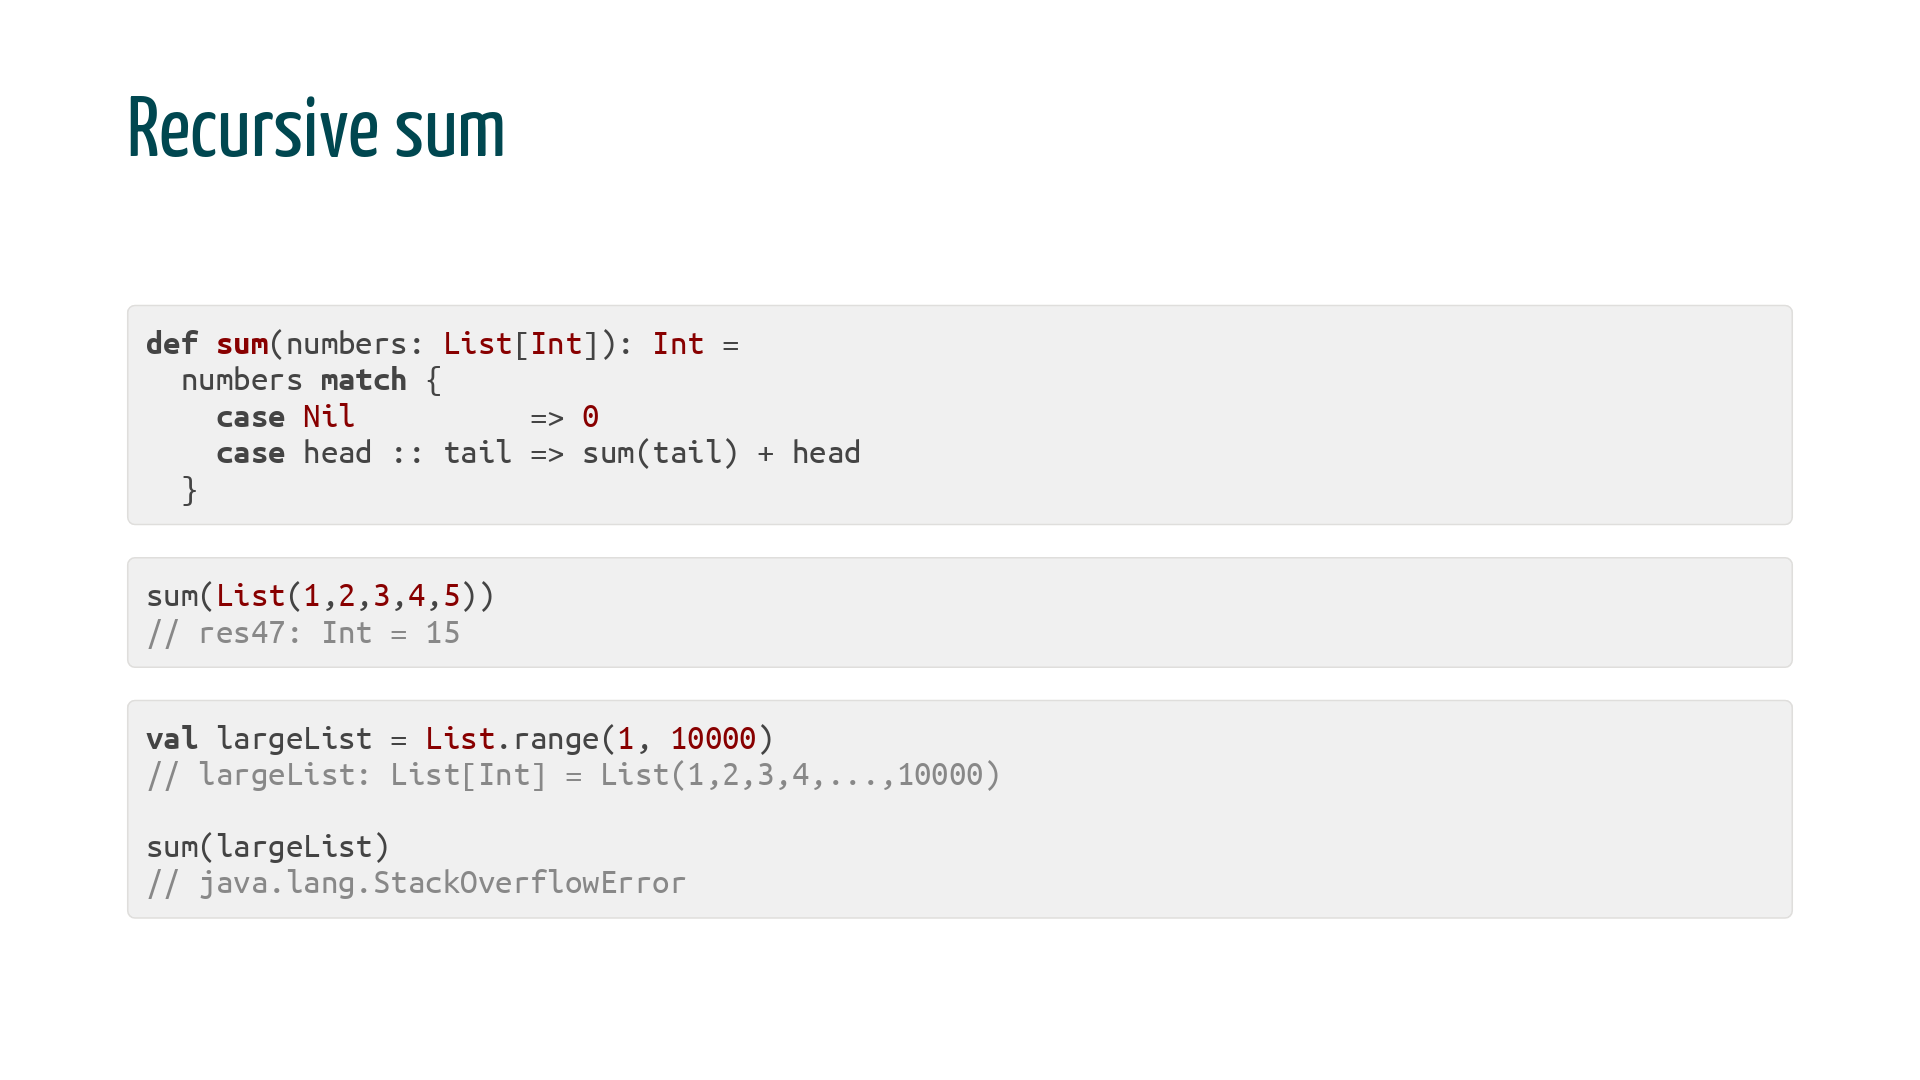 Recursive sum
def sum(numbers: List[Int]): Int =
  numbers match {
    case Nil          => 0
    case head :: tail => sum(tail) + head
  }
sum(List(1,2,3,4,5))
// res47: Int = 15
val largeList = List.range(1, 10000)
// largeList: List[Int] = List(1,2,3,4,...,10000)
sum(largeList)
// java.lang.StackOverflowError